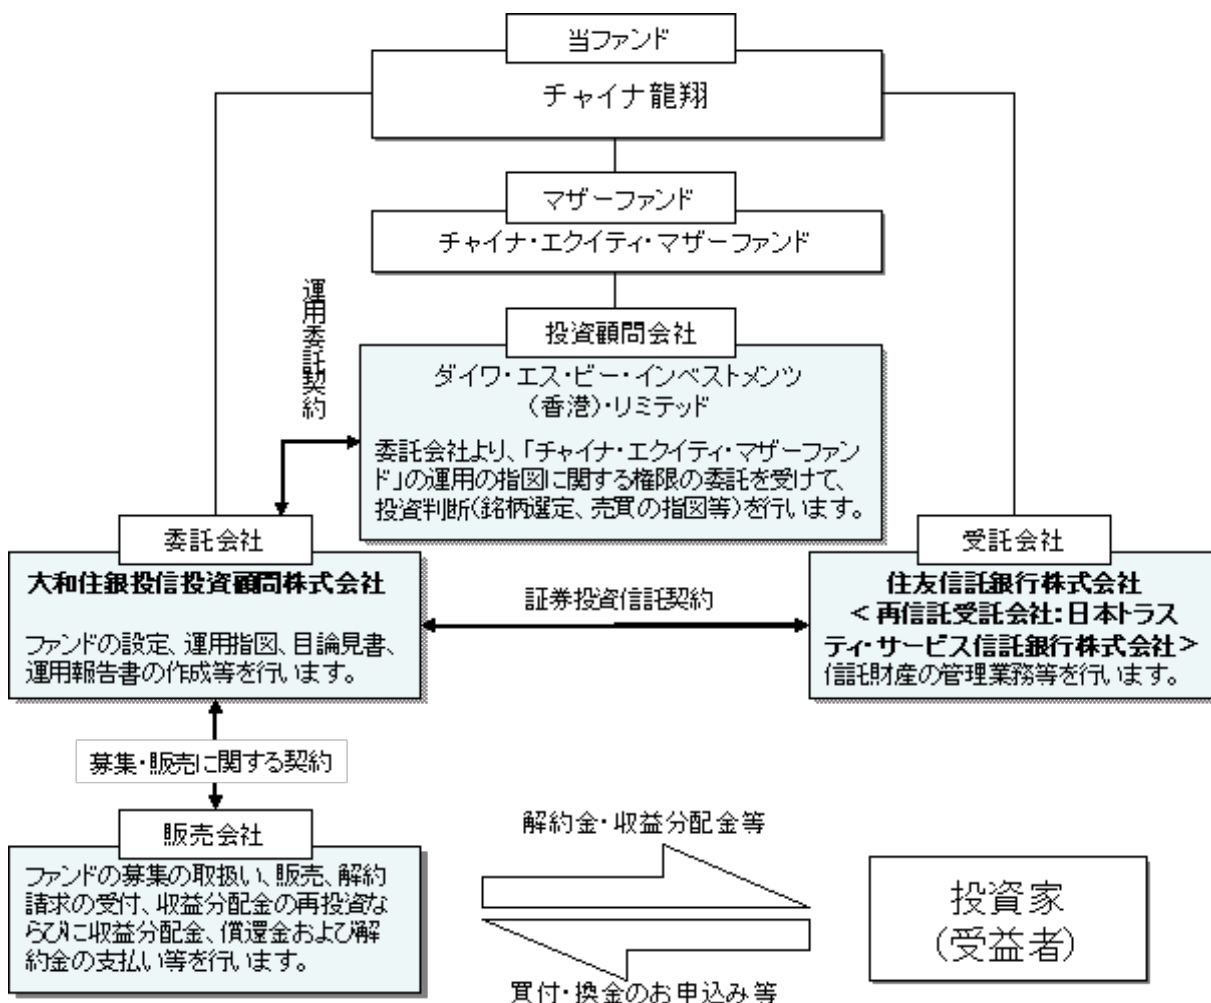 当ファンド
チャイナ龍翔
マザーファンド
チャイナ・エクイティ・マザーファンド
運用委託契約
投資顧問会社
ダイワ・エス・ビー・インベストメンツ
(香港)・リミテッド
委託会社より、「チャイナ・エクイティ・マザーファン
ド」の運用の指図に関する権限の委託を受けて、
投資判断(銘柄選定、売買の指図等)を行います。
委託会社
大和住銀投信投資顧問株式会社
ファンドの設定、運用指図、目論見書、
運用報告書の作成等を行います。
証券投資信託契約
受託会社
住友信託銀行株式会社
< 再信託受託会社:日本トラス
ティ・サービス信託銀行株式会社 >
信託財産の管理業務等を行います。
募集・販売に関する契約
販売会社
ファンドの募集の取扱い、販売、解約
請求の受付、収益分配金の再投資な
らびに収益分配金、償還金および解
約金の支払い等を行います。
解約金・収益分配金等
買付・換金のお申込み等
投資家
(受益者)